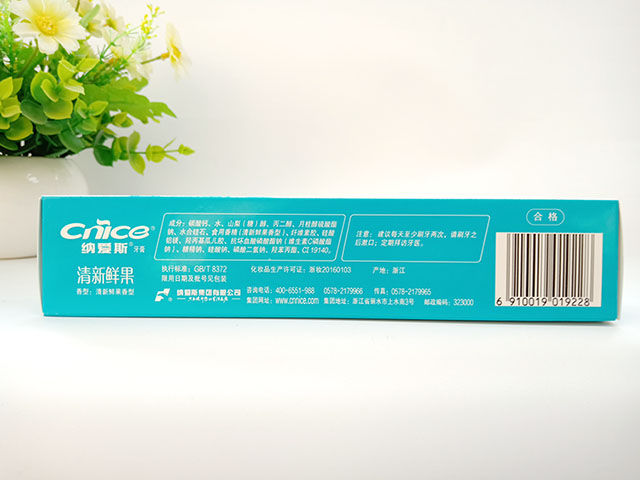 cnice®
纳爱斯® 牙膏
清新鲜果
香型：清新鲜果香型
成分：碳酸钙、水、山梨（糖）醇、丙二醇、月桂醇硫酸酯
钠、水合硅石、食用香精（清新鲜果香型）、纤维素胶、硅酸
铝镁、羟丙基瓜儿胶、抗坏血酸磷酸酯钠（维生素C磷酸酯
钠）、糖精钠、硅酸钠、磷酸二氢钠、羟苯丙酯、CI 19140。
注意：建议每天至少刷牙两次，请刷牙之
后漱口；定期拜访牙医。
合格
执行标准：GB/T 8372 化妆品生产许可证：浙妆20160103 产地：浙江
限用日期及批号见包装
纳爱斯集团有限公司
咨询电话：400-6551-988 0578-2179966 传真：0578-2179965
集团网址：www.cnnice.com 集团地址：浙江省丽水市上水南3号 邮政编码：323000
6 910019 019228